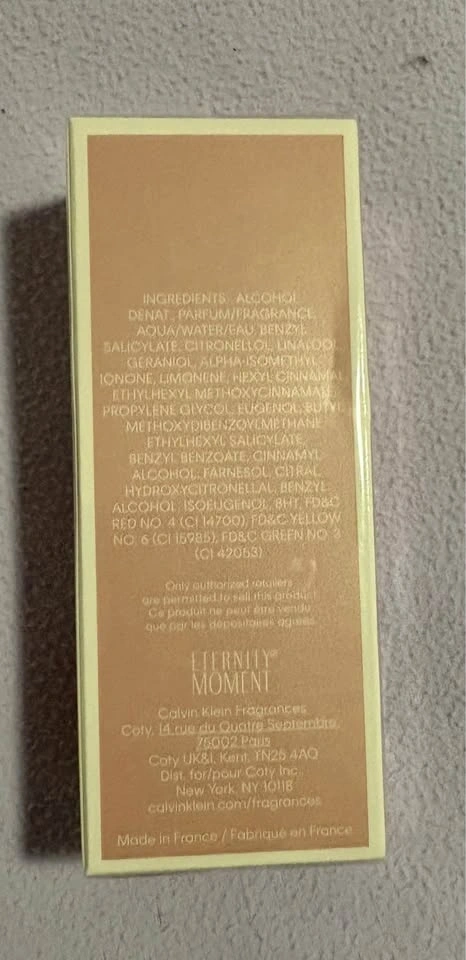 INGREDIENTS: ALCOHOL
DENAT., PARFUM/FRAGRANCE,
AQUA/WATER/EAU, BENZYL
SALICYLATE, CITRONELLOL, LINALOOL,
GERANIOL, ALPHA-ISOMETHYL
IONONE, LIMONENE, HEXYL CINNAMAL,
ETHYLHEXYL METHOXYCINNAMATE,
PROPYLENE GLYCOL, EUGENOL, BUTYL
METHOXYDIBENZOYLMETHANE,
ETHYLHEXYL SALICYLATE,
BENZYL BENZOATE, CINNAMYL
ALCOHOL, FARNESOL, CITRAL,
HYDROXYCITRONELLAL, BENZYL
ALCOHOL, ISOEUGENOL, BHT, FD&C
RED NO. 4 (CI 14700), FD&C YELLOW
NO. 6 (CI 15985), FD&C GREEN NO. 3
(CI 42053)
Only authorized retailers
are permitted to sell this product.
Ce produit ne peut être vendu
que par les dépositaires agréés.
ETERNITY
MOMENT
Calvin Klein Fragrances
Coty, 14 rue du Quatre Septembre,
75002 Paris
Coty UK&I, Kent, TN25 4AQ
Dist. for/pour Coty Inc.
New York, NY 10118
calvinklein.com/fragrances
Made in France / Fabriqué en France